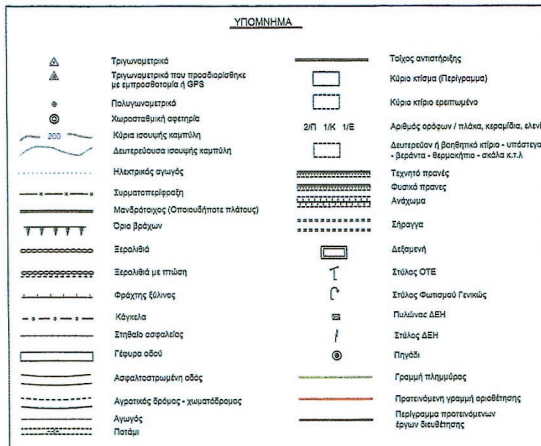 ΥΠΟΜΝΗΜΑ
Τριγωνομετρικό
Τριγωνομετρικό που προσδιορίσθηκε
με εμπροσθοτομία ή GPS
Πολυγωνομετρικό
Χωροσταθμική αφετηρία
200
Κύρια ισοϋψής καμπύλη
Δευτερεύουσα ισοϋψής καμπύλη
Ηλεκτρικός αγωγός
Συρματοπερίφραξη
Μανδρότοιχος (Οποιουδήποτε πλάτους)
Όριο βράχων
Ξερολιθιά
Ξερολιθιά με πτώση
Φράχτης ξύλινος
Κάγκελα
Στηθαίο ασφαλείας
Γέφυρα οδού
Ασφαλτοστρωμένη οδός
Αγροτικός δρόμος - χωματόδρομος
Αγωγός
Ποτάμι
Τοίχος αντιστήριξης
Κύριο κτίσμα (Περίγραμμα)
Κύριο κτίριο ερειπωμένο
2/Π 1/Κ 1/Ε
Αριθμός ορόφων / πλάκα, κεραμίδια, ελενίτ
Δευτερεύον ή βοηθητικό κτίριο - υπόστεγο
- βεράντα - θερμοκήπιο - σκάλα κ.τ.λ
Τεχνητό πρανές
Φυσικό πρανες
Ανάχωμα
Σήραγγα
Δεξαμενή
Στύλος ΟΤΕ
Στύλος Φωτισμού Γενικώς
Πυλώνας ΔΕΗ
Στύλος ΔΕΗ
Πηγάδι
Γραμμή πλημμύρας
Προτεινόμενη γραμμή οριοθέτησης
Περίγραμμα προτεινόμενων
έργων διευθέτησης